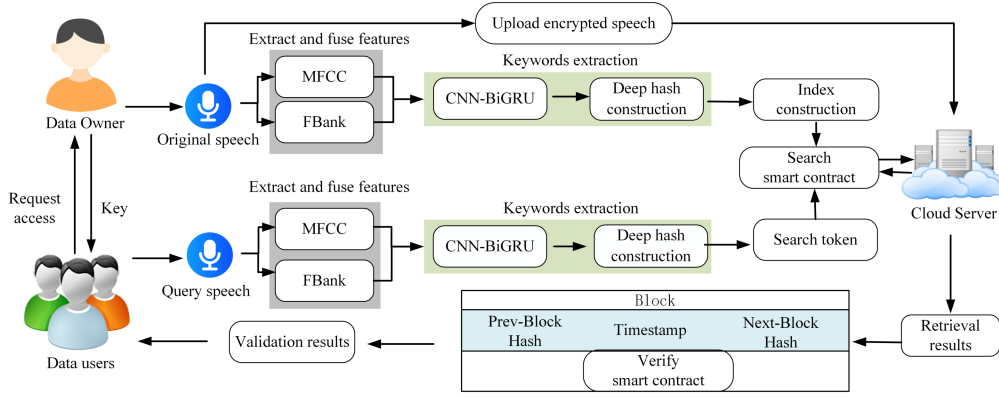 Upload encrypted speech
Extract and fuse features
MFCC
FBank
Keywords extraction
CNN-BiGRU
Deep hash
construction
Index
construction
Data Owner
Original speech
Search
smart contract
Cloud Server
Request
access
Key
Extract and fuse features
MFCC
FBank
Keywords extraction
CNN-BiGRU
Deep hash
construction
Search token
Query speech
Data users
Validation results
Block
Prev-Block
Hash
Timestamp
Next-Block
Hash
Verify
smart contract
Retrieval
results